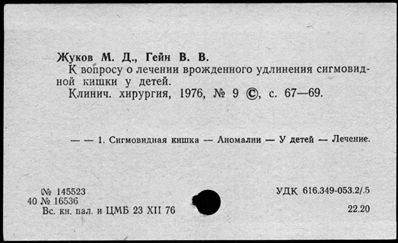 Жуков М. Д., Гейн В. В.
К вопросу о лечении врожденного удлинения сигмовид-
ной кишки у детей.
Клинич. хирургия, 1976, № 9 ©, с. 67—69.
— — 1. Сигмовидная кишка — Аномалии — У детей — Лечение.
№ 145523
40 № 16536
Вс. кн. пал. и ЦМБ 23 XII 76
УДК 616.349-053.2/.5
22.20